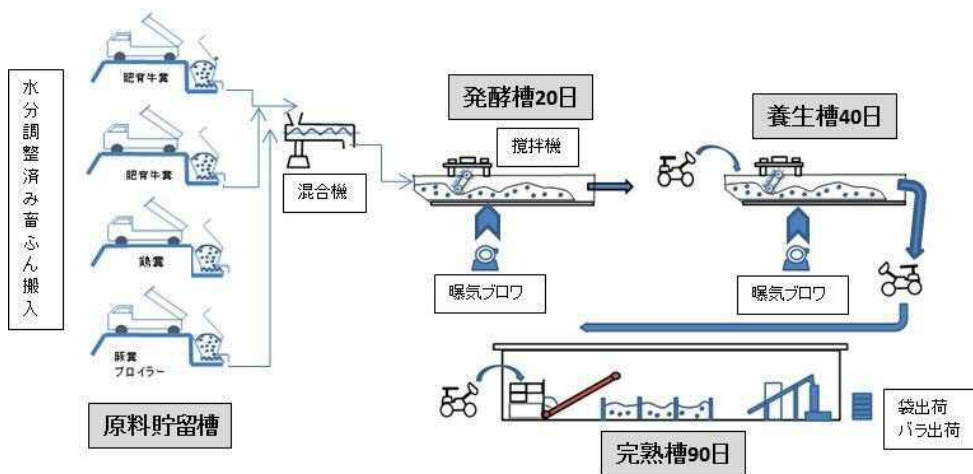 水分調整済み畜ふん搬入
肥育牛糞
肥育牛糞
鶏糞
豚糞
ブロイラー
原料貯留槽
混合機
発酵槽20日
撹拌機
曝気ブロワ
養生槽40日
曝気ブロワ
完熟槽90日
袋出荷
バラ出荷